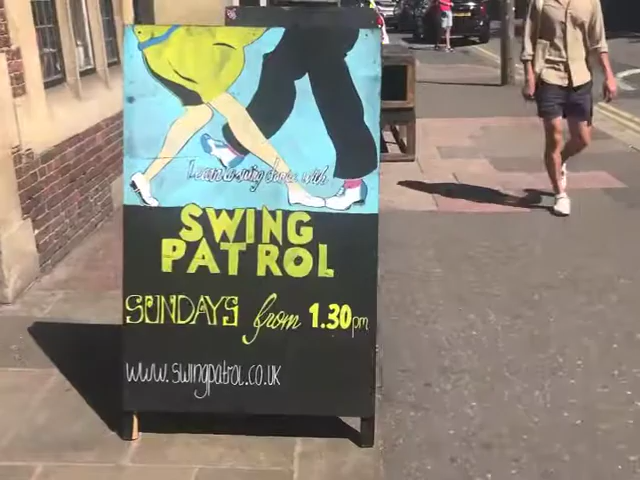 Learn to swing dance with
SWING
PATROL
SUNDAYS from 1.30pm
www.swingpatrol.co.uk